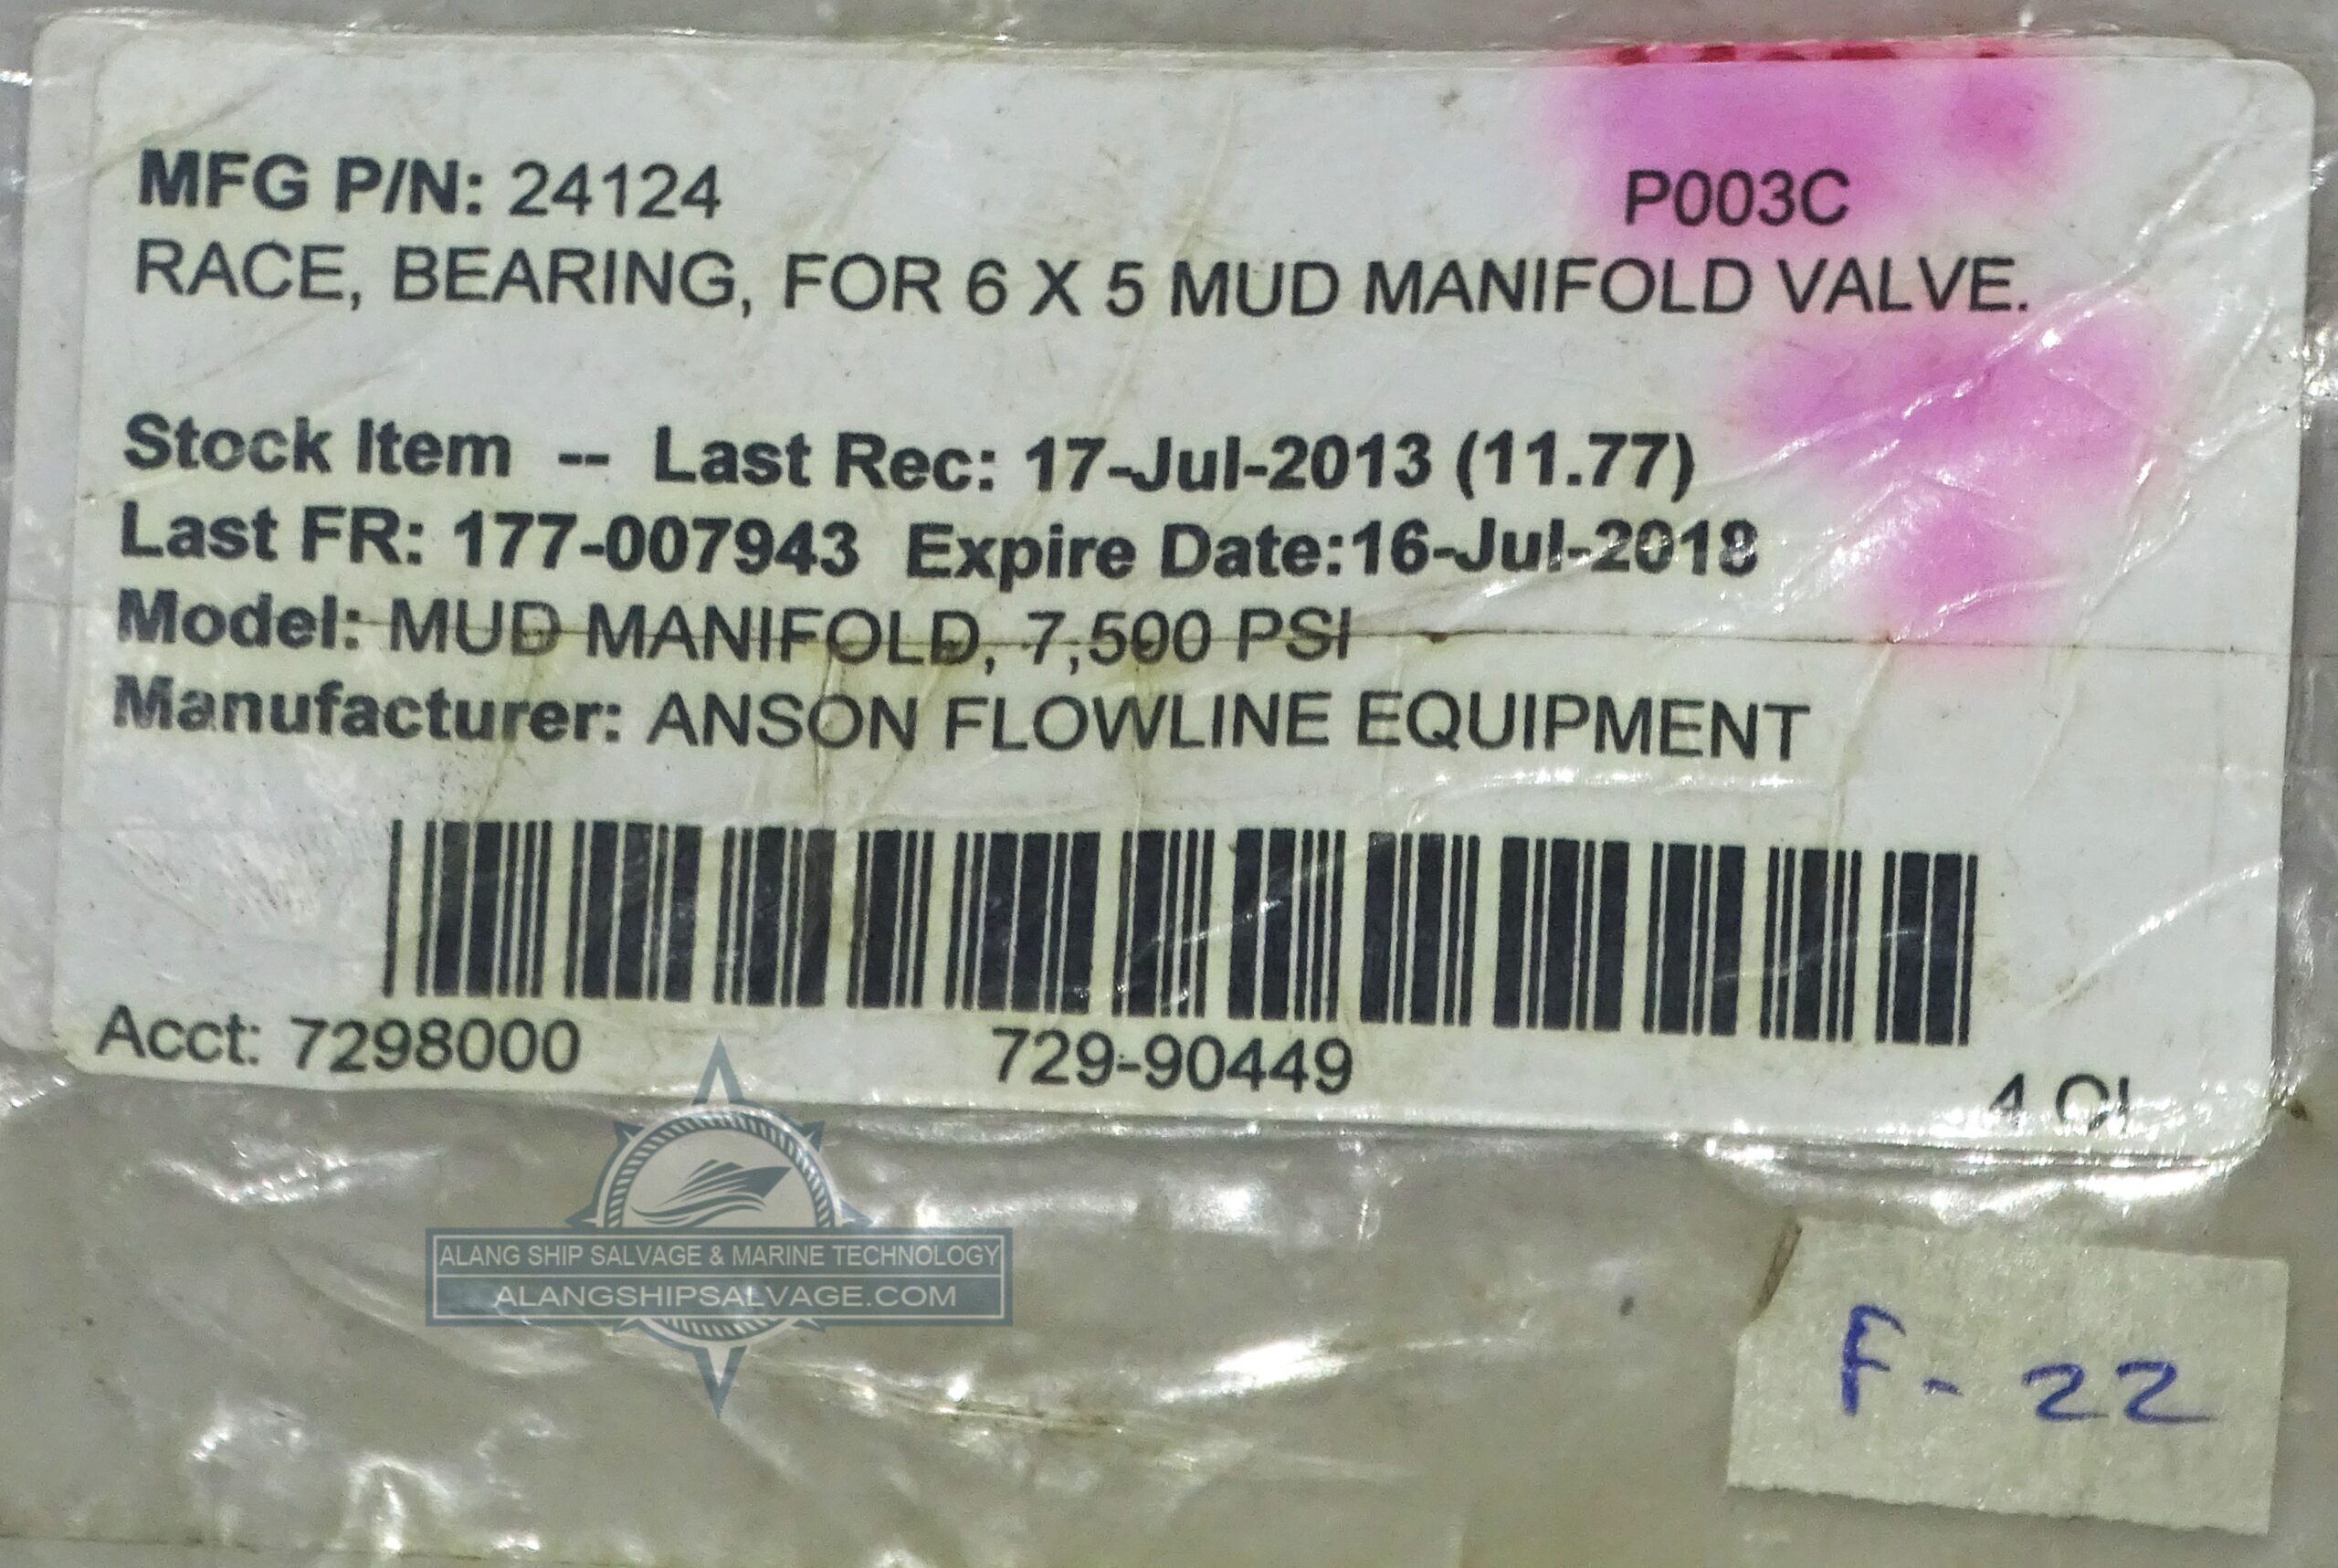 MFG P/N: 24124 P003C
RACE, BEARING, FOR 6 X 5 MUD MANIFOLD VALVE.
Stock Item -- Last Rec: 17-Jul-2013 (11.77)
Last FR: 177-007943 Expire Date:16-Jul-2018
Model: MUD MANIFOLD, 7,500 PSI
Manufacturer: ANSON FLOWLINE EQUIPMENT
Acct: 7298000 729-90449
4
ALANG SHIP SALVAGE & MARINE TECHNOLOGY
ALANGSHIPSALVAGE.COM
F-22